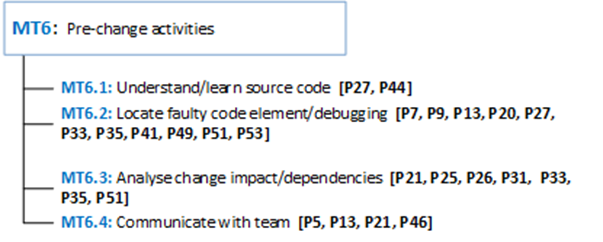 MT6: Pre-change activities
MT6.1: Understand/learn source code [P27, P44]
MT6.2: Locate faulty code element/debugging [P7, P9, P13, P20, P27,
P33, P35, P41, P49, P51, P53]
MT6.3: Analyse change impact/dependencies [P21, P25, P26, P31, P33,
P35, P51]
MT6.4: Communicate with team [P5, P13, P21, P46]